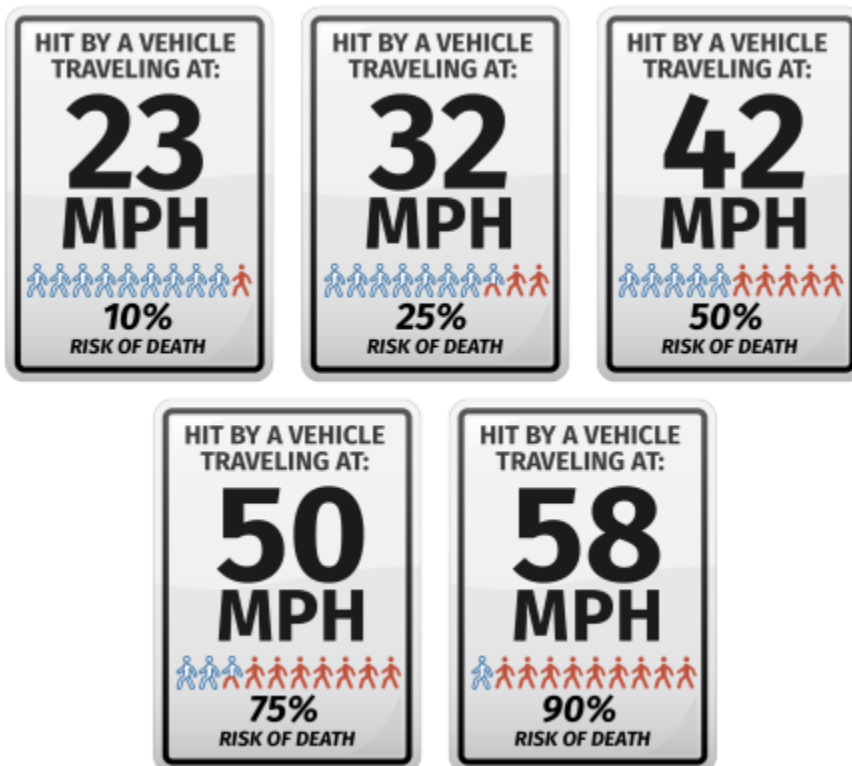 HIT BY A VEHICLE
TRAVELING AT:
23
MPH
10%
RISK OF DEATH
HIT BY A VEHICLE
TRAVELING AT:
32
MPH
25%
RISK OF DEATH
HIT BY A VEHICLE
TRAVELING AT:
42
MPH
50%
RISK OF DEATH
HIT BY A VEHICLE
TRAVELING AT:
50
MPH
75%
RISK OF DEATH
HIT BY A VEHICLE
TRAVELING AT:
58
MPH
90%
RISK OF DEATH